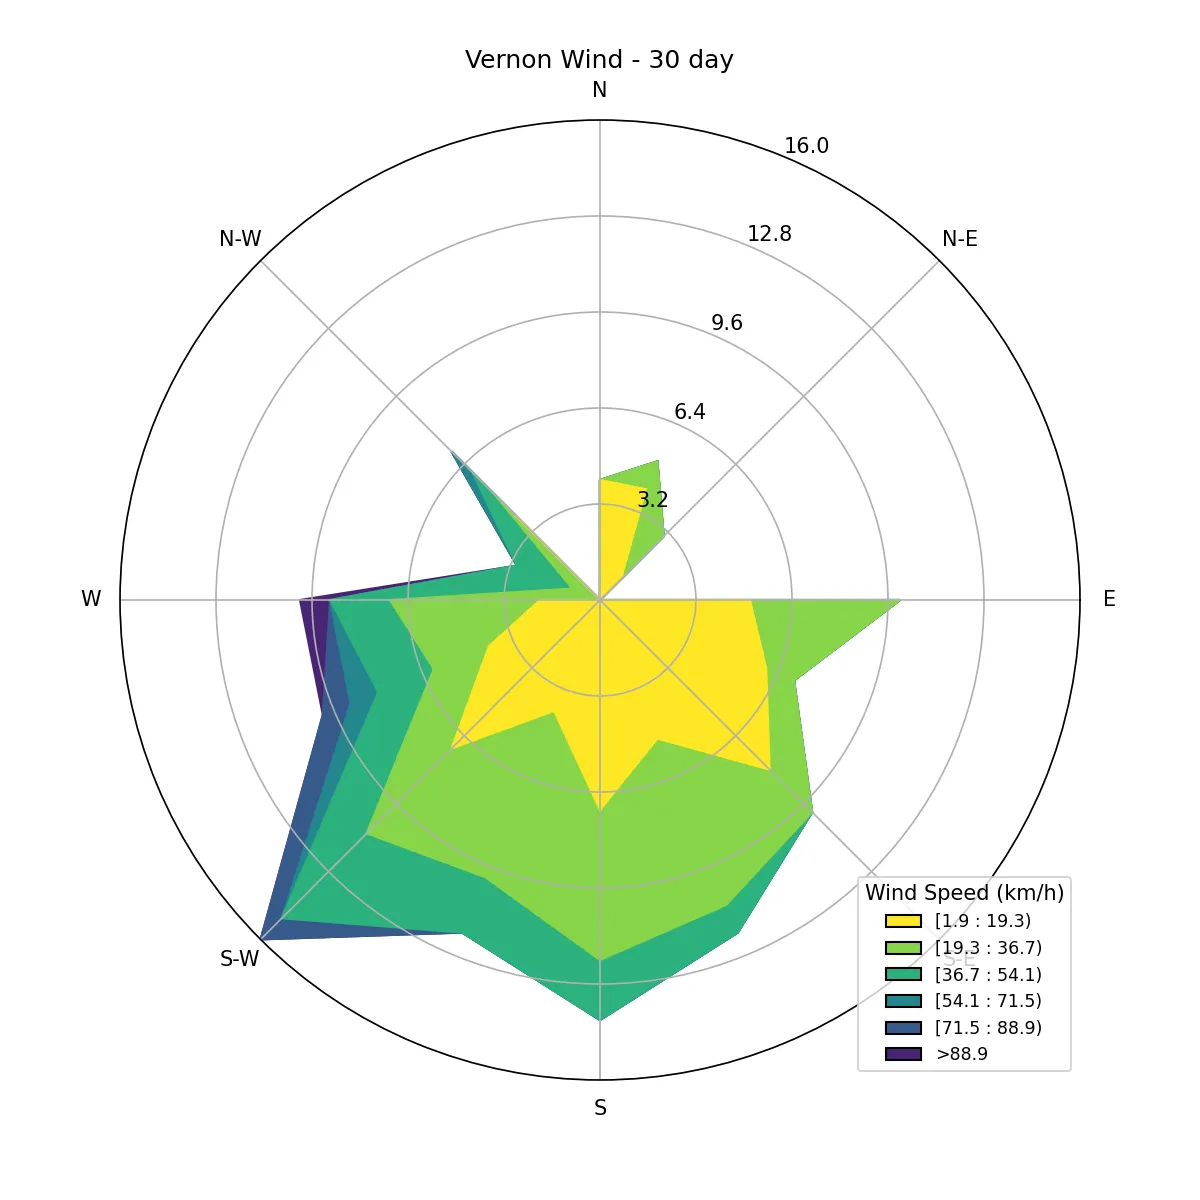 Vernon Wind - 30 day
N
16.0
12.8
N-W
N-E
9.6
6.4
3.2
W
E
S-W
S-E
S
Wind Speed (km/h)
[1.9 : 19.3)
[19.3 : 36.7)
[36.7 : 54.1)
[54.1 : 71.5)
[71.5 : 88.9)
>88.9